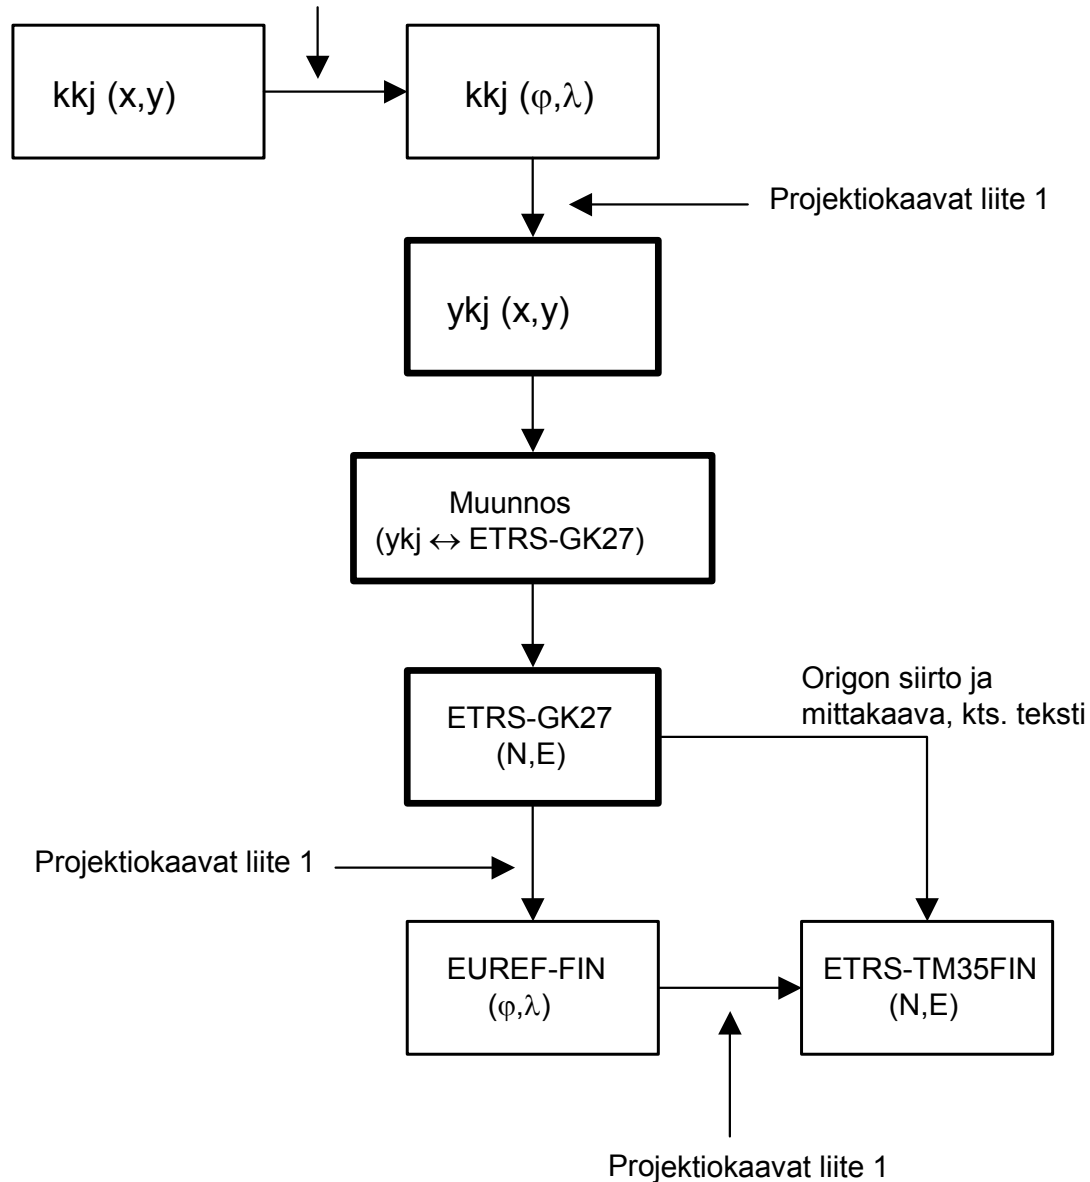 kkj (x,y)
kkj (φ,λ)
Projektiokaavat liite 1
ykj (x,y)
Muunnos
(ykj ↔ ETRS-GK27)
Origon siirto ja
mittakaava, kts. teksti
ETRS-GK27
(N,E)
Projektiokaavat liite 1
EUREF-FIN
(φ,λ)
ETRS-TM35FIN
(N,E)
Projektiokaavat liite 1